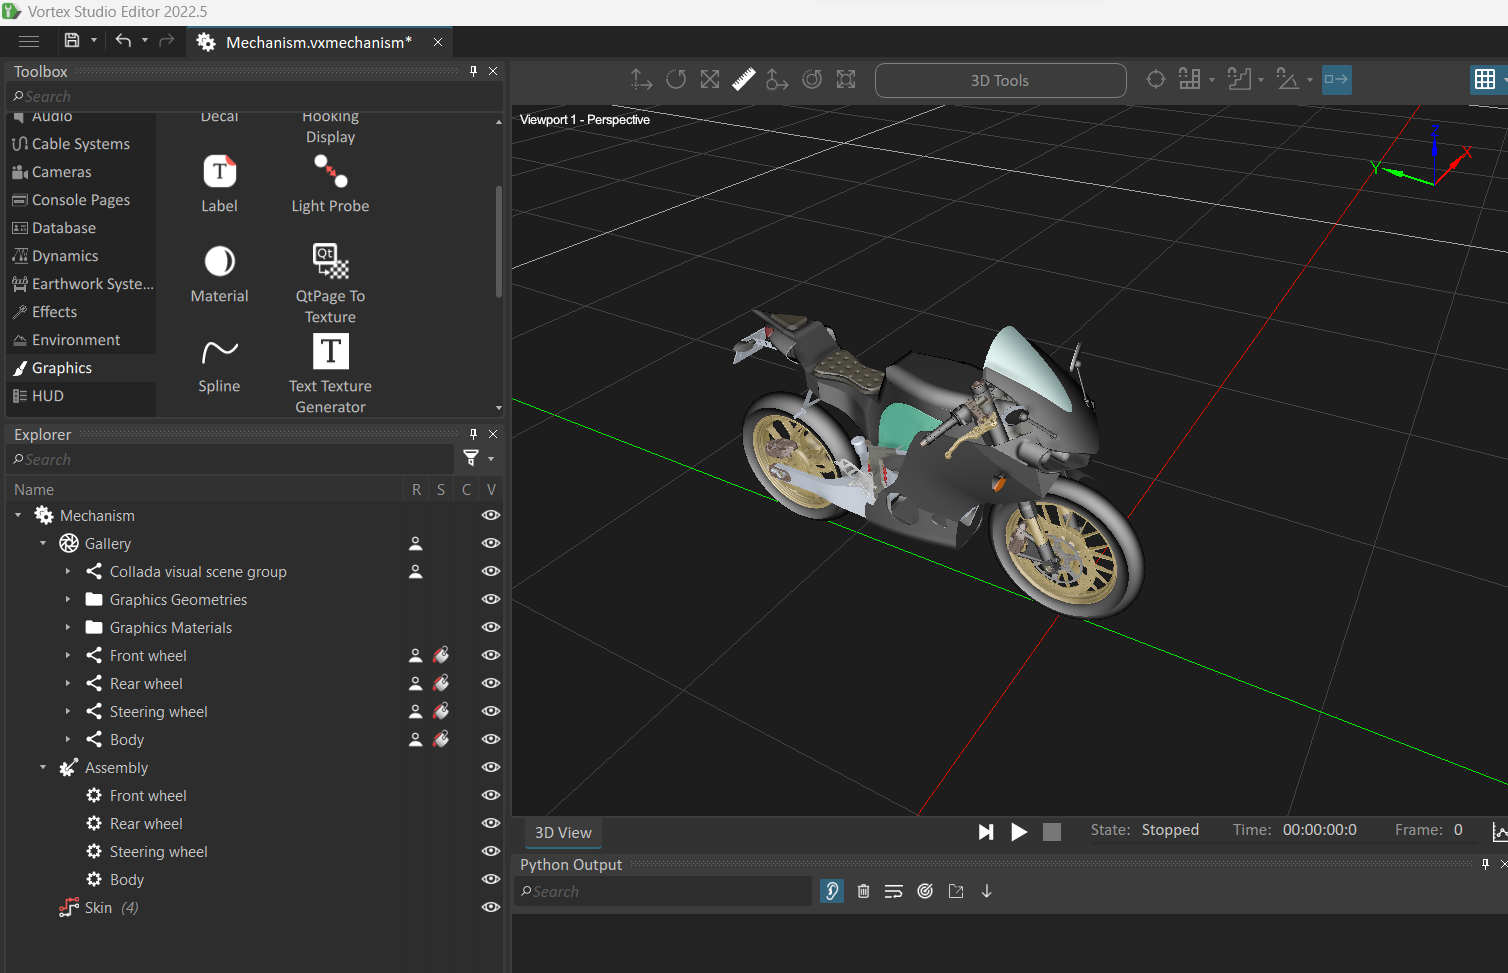 Vortex Studio Editor 2022.5
Mechanism.vxmechanism*
Toolbox
Search
Audio
Cable Systems
Cameras
Console Pages
Database
Dynamics
Earthwork Syste...
Effects
Environment
Graphics
HUD
Decal
Hooking
Display
T
Label
Light Probe
Material
Qt
QtPage To
Texture
Spline
T
Text Texture
Generator
Explorer
Search
Name R S C V
Mechanism
Gallery
Collada visual scene group
Graphics Geometries
Graphics Materials
Front wheel
Rear wheel
Steering wheel
Body
Assembly
Front wheel
Rear wheel
Steering wheel
Body
Skin (4)
3D Tools
Viewport 1 - Perspective
Z
X
Y
3D View
State: Stopped Time: 00:00:00:0 Frame: 0
Python Output
Search